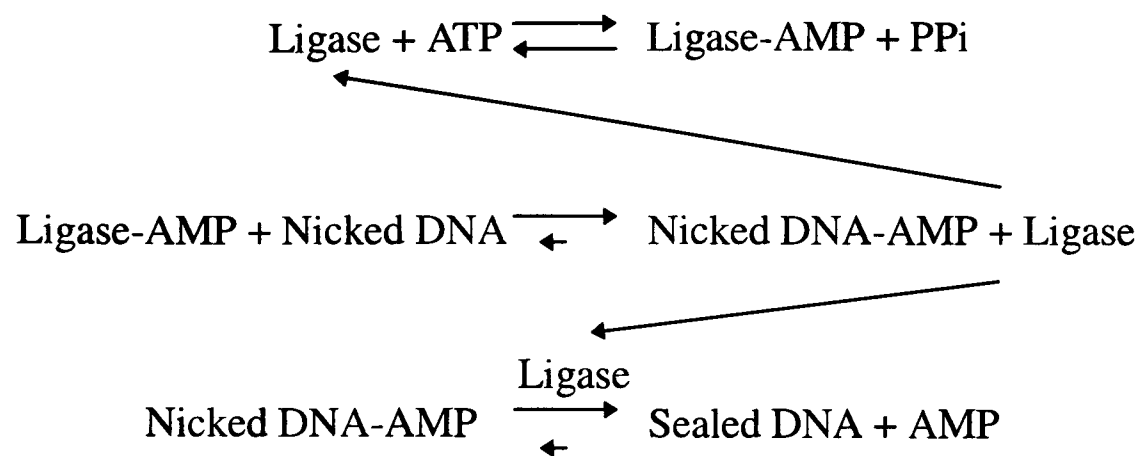 Ligase + ATP Ligase-AMP + PPi
Ligase-AMP + Nicked DNA Nicked DNA-AMP + Ligase
Ligase
Nicked DNA-AMP Sealed DNA + AMP